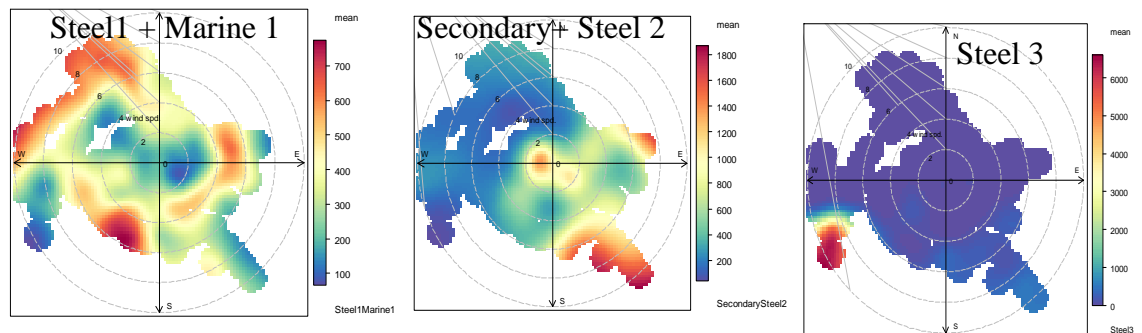 Steel1 + Marine 1
mean
10
8
6
4 wind spd.
2
0
W
E
S
700
600
500
400
300
200
100
Steel1Marine1
Secondary+ Steel 2
mean
N
10
8
6
4 wind spd.
2
0
W
E
S
1800
1600
1400
1200
1000
800
600
400
200
SecondarySteel2
Steel 3
mean
N
10
8
6
4 wind spd.
2
0
W
E
S
6000
5000
4000
3000
2000
1000
0
Steel3